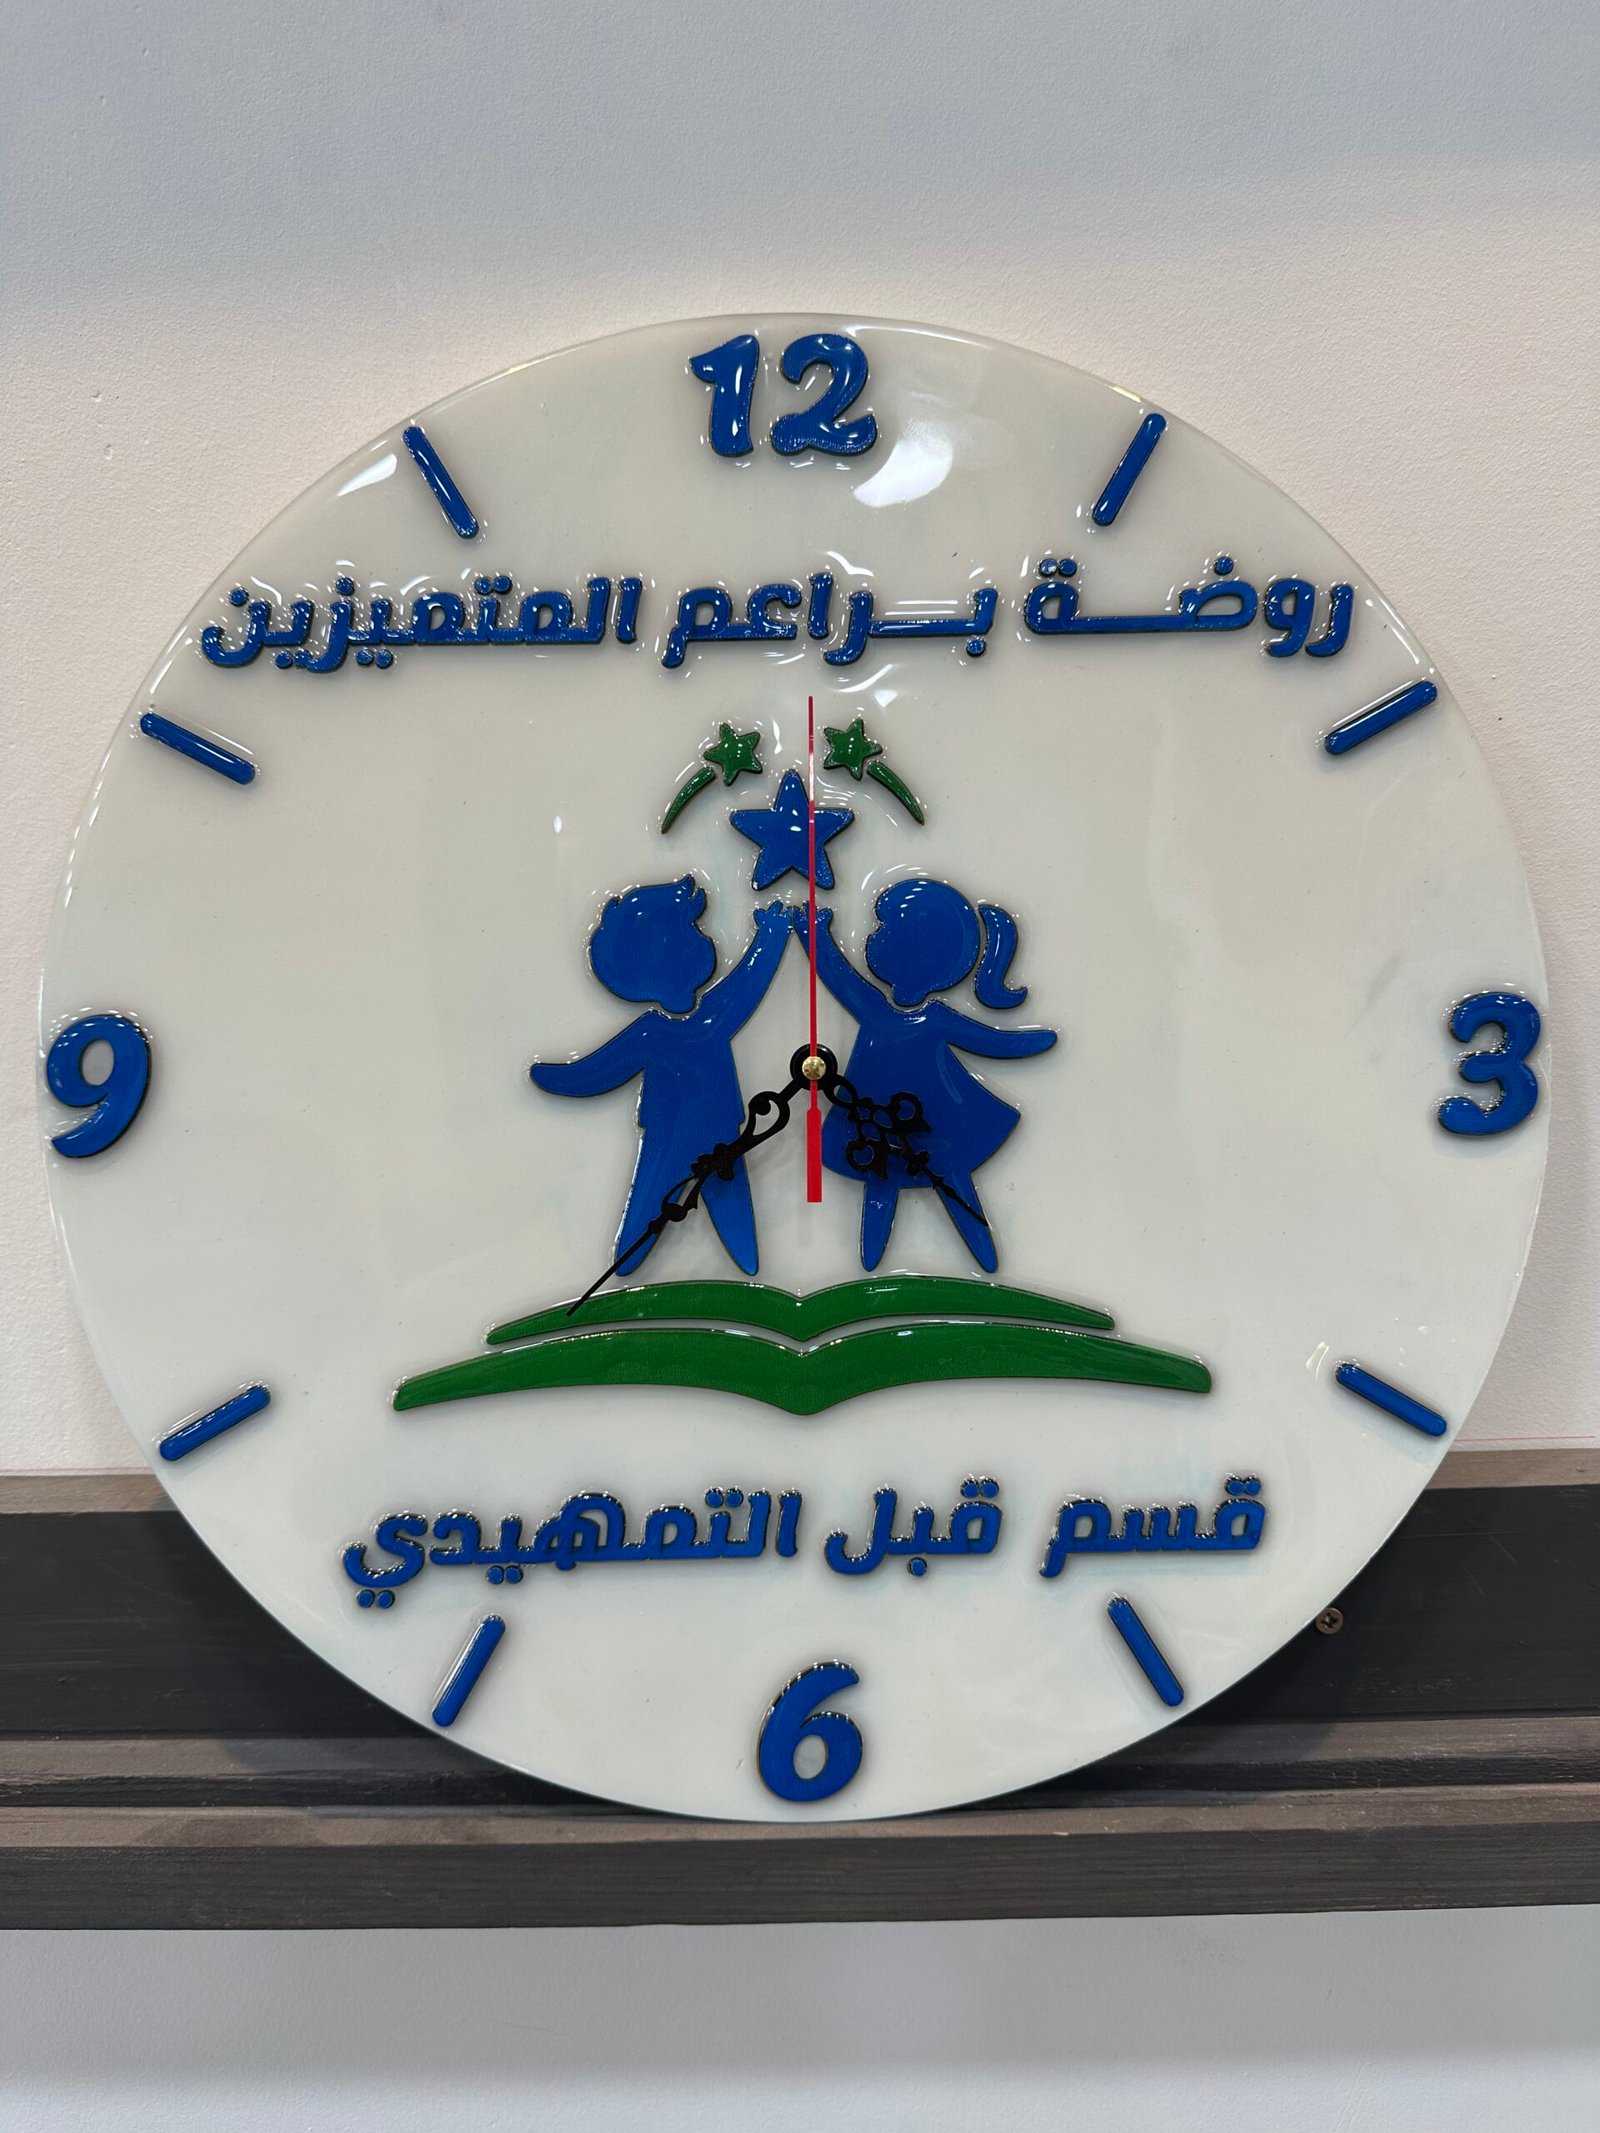 12
روضة براعم المتميزين
9
3
قسم قبل التمهيدي
6